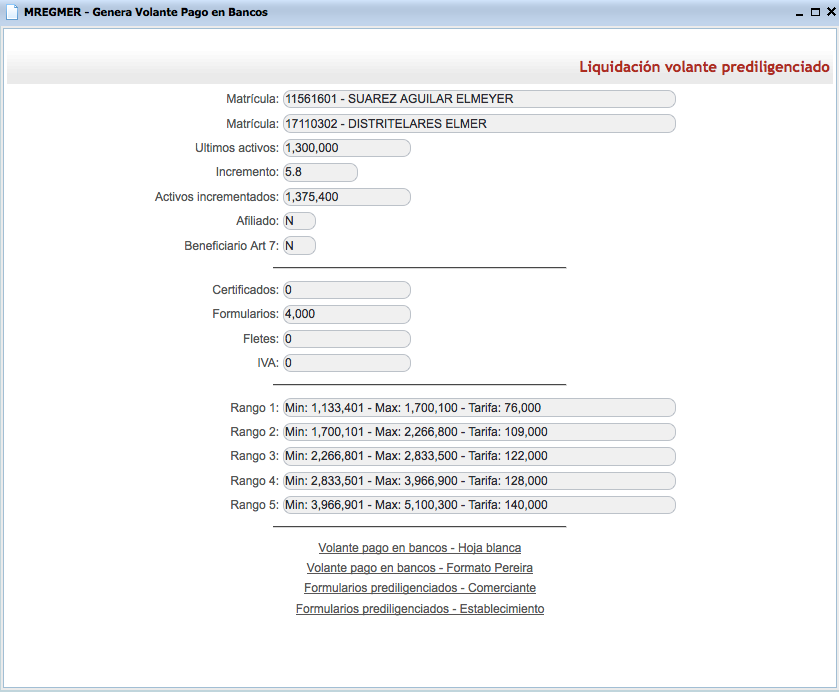 MREGMER - Genera Volante Pago en Bancos
Liquidación volante prediligenciado
Matrícula: 11561601 - SUAREZ AGUILAR ELMEYER
Matrícula: 17110302 - DISTRITELARES ELMER
Ultimos activos: 1,300,000
Incremento: 5.8
Activos incrementados: 1,375,400
Afiliado: N
Beneficiario Art 7: N
Certificados: 0
Formularios: 4,000
Fletes: 0
IVA: 0
Rango 1: Min: 1,133,401 - Max: 1,700,100 - Tarifa: 76,000
Rango 2: Min: 1,700,101 - Max: 2,266,800 - Tarifa: 109,000
Rango 3: Min: 2,266,801 - Max: 2,833,500 - Tarifa: 122,000
Rango 4: Min: 2,833,501 - Max: 3,966,900 - Tarifa: 128,000
Rango 5: Min: 3,966,901 - Max: 5,100,300 - Tarifa: 140,000
Volante pago en bancos - Hoja blanca
Volante pago en bancos - Formato Pereira
Formularios prediligenciados - Comerciante
Formularios prediligenciados - Establecimiento